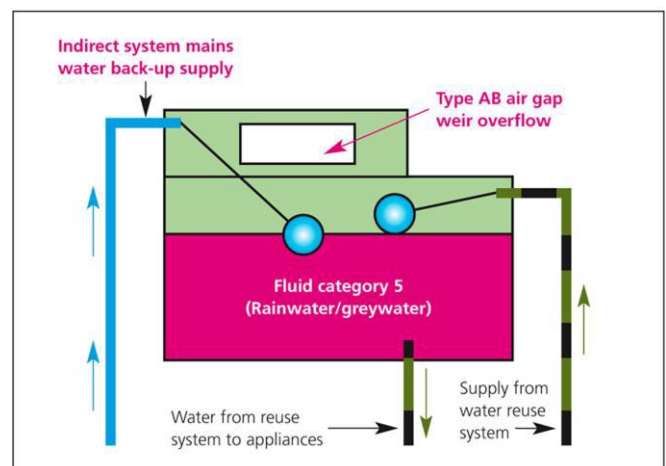 Indirect system mains
water back-up supply
Type AB air gap
weir overflow
Fluid category 5
(Rainwater/greywater)
Water from reuse
system to appliances
Supply from
water reuse
system